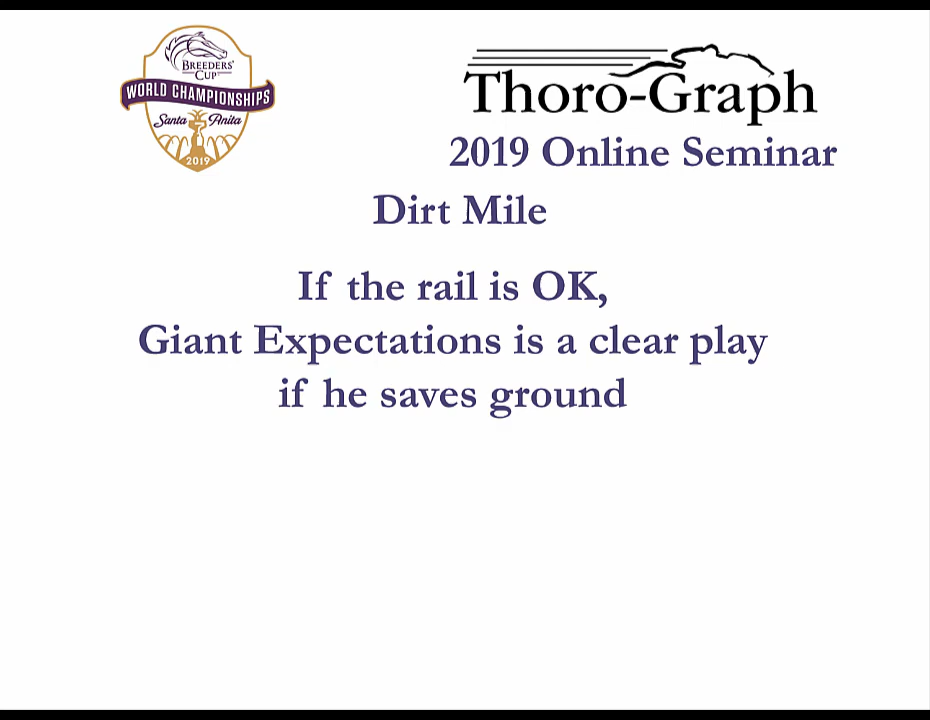 BREEDERS'
CUP
WORLD CHAMPIONSHIPS
Santa Anita
2019
Thoro-Graph
2019 Online Seminar
Dirt Mile
If the rail is OK,
Giant Expectations is a clear play
if he saves ground